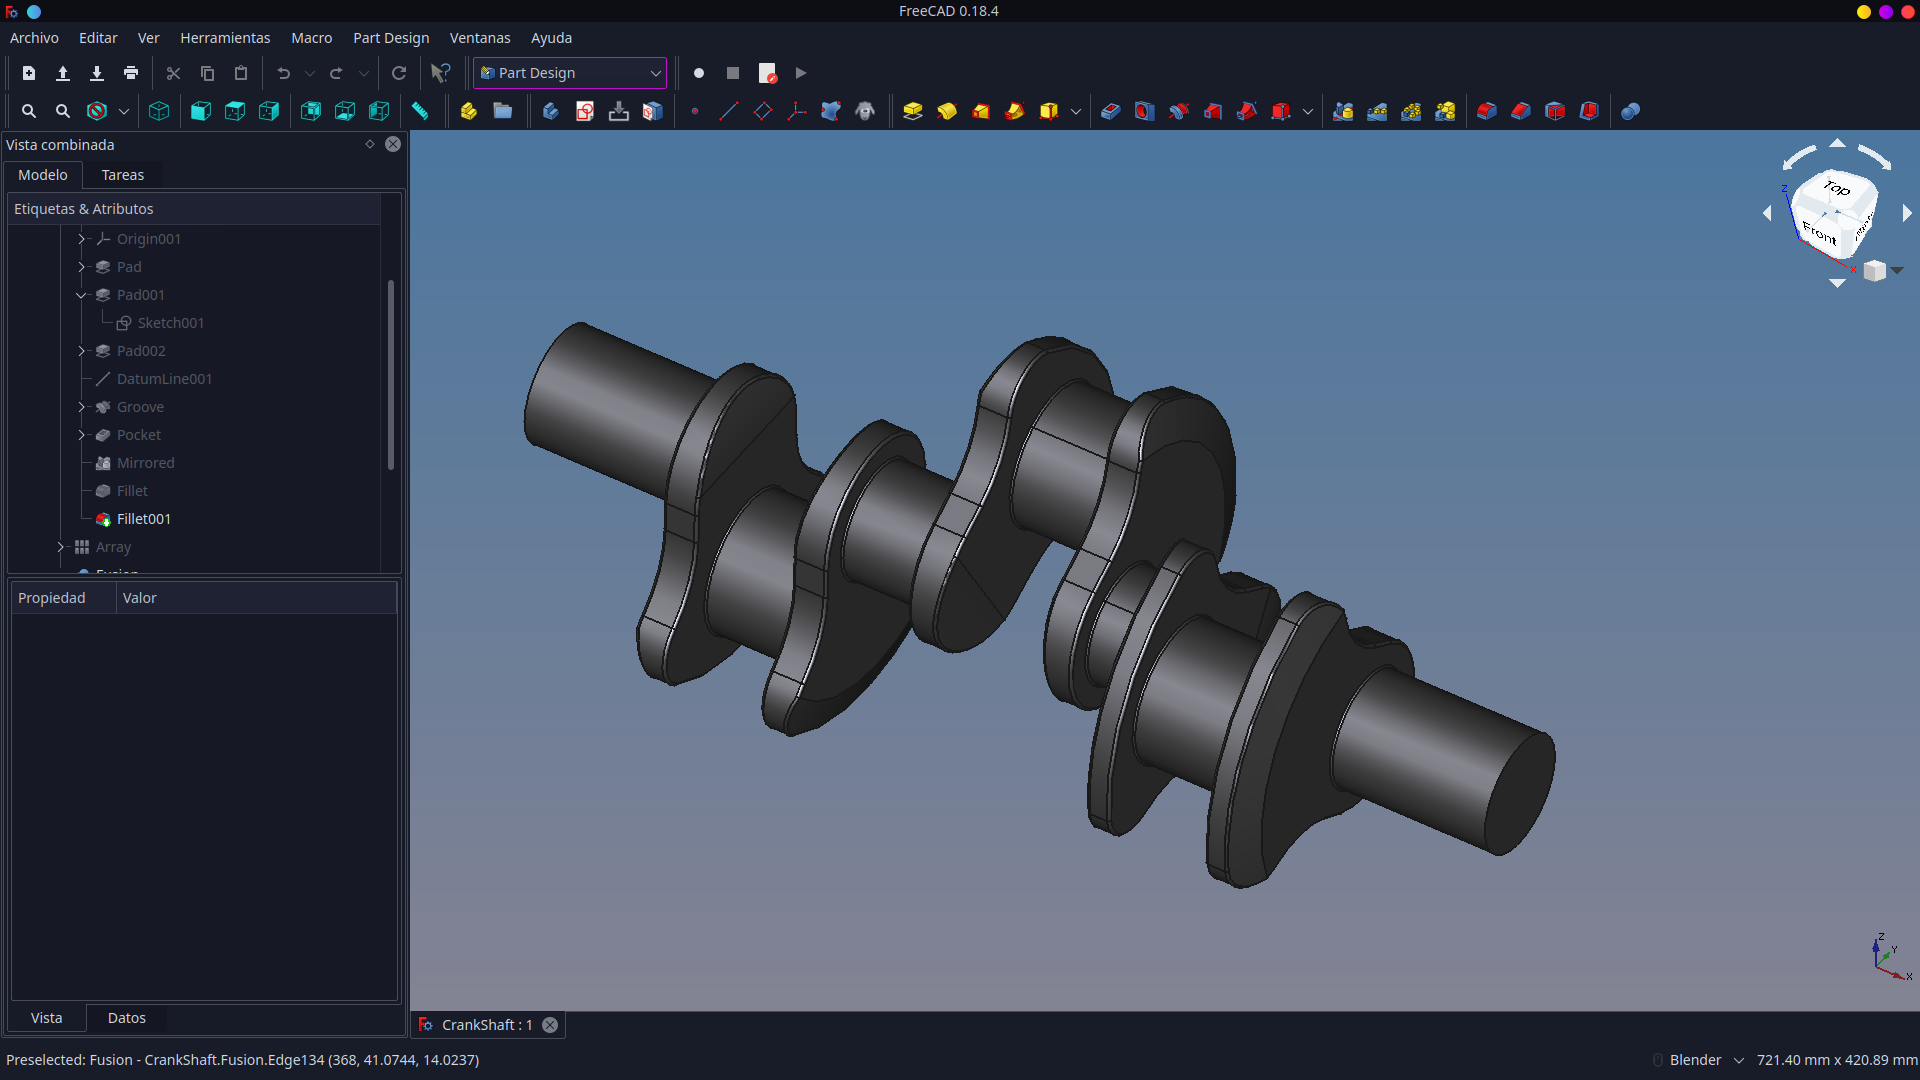 FreeCAD 0.18.4
Archivo Editar Ver Herramientas Macro Part Design Ventanas Ayuda
Part Design
Vista combinada
Modelo Tareas
Etiquetas & Atributos
Origin001
Pad
Pad001
Sketch001
Pad002
DatumLine001
Groove
Pocket
Mirrored
Fillet
Fillet001
Array
Fusion
Propiedad Valor
Vista Datos
Top
Front
Z
X
Z
Y
X
CrankShaft : 1
Preselected: Fusion - CrankShaft.Fusion.Edge134 (368, 41.0744, 14.0237)
Blender 721.40 mm x 420.89 mm